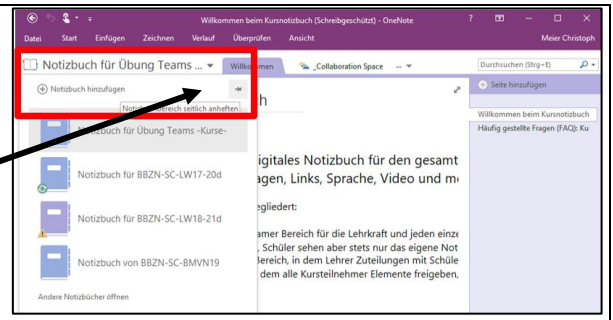 Willkommen beim Kursnotizbuch (Schreibgeschützt) - OneNote
?
Datei Start Einfügen Zeichnen Verlauf Überprüfen Ansicht
Meier Christoph
Notizbuch für Übung Teams ...
Willkommen
_Collaboration Space ...
Durchsuchen (Strg+E)
Notizbuch hinzufügen
Seite hinzufügen
Notizbuchbereich seitlich anheften
ch
Willkommen beim Kursnotizbuch
Häufig gestellte Fragen (FAQ): Ku
Notizbuch für Übung Teams -Kurse-
igitales Notizbuch für den gesamt
Notizbuch für BBZN-SC-LW17-20d
agen, Links, Sprache, Video und m
egliedert:
Notizbuch für BBZN-SC-LW18-21d
amer Bereich für die Lehrkraft und jeden einze
, Schüler sehen aber stets nur das eigene Not
Bereich, in dem Lehrer Zuteilungen mit Schüle
Notizbuch von BBZN-SC-BMVN19
dem alle Kursteilnehmer Elemente freigeben,
Andere Notizbücher öffnen